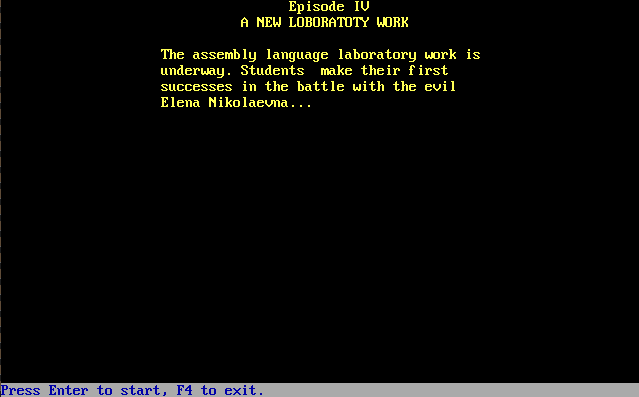 Episode IV
A NEW LOBORATOTY WORK
The assembly language laboratory work is
underway. Students  make their first
successes in the battle with the evil
Elena Nikolaevna...
Press Enter to start, F4 to exit.